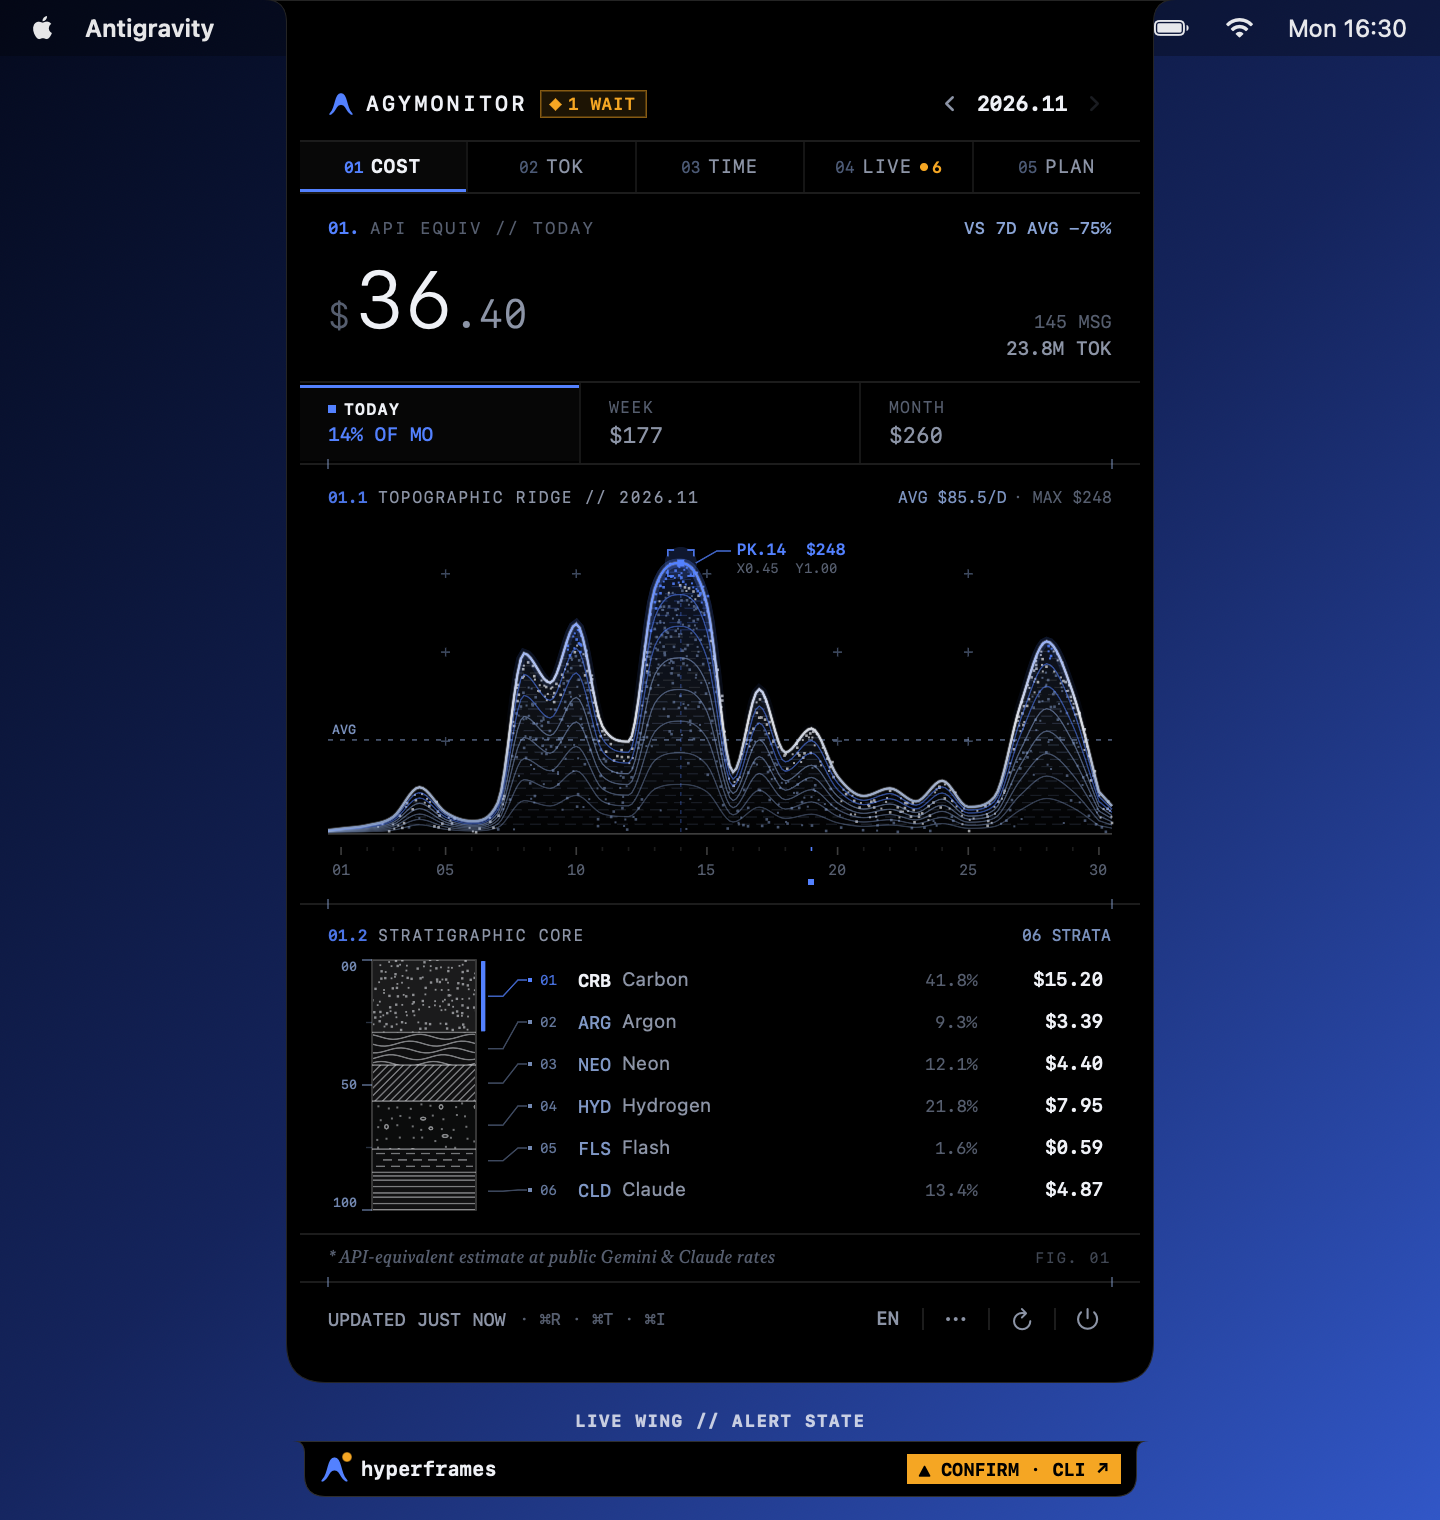 Antigravity
Mon 16:30
AGYMONITOR ◆ 1 WAIT
2026.11
01 COST
02 TOK
03 TIME
04 LIVE 6
05 PLAN
01. API EQUIV // TODAY
VS 7D AVG −75%
$36.40
145 MSG
23.8M TOK
TODAY
14% OF MO
WEEK
$177
MONTH
$260
01.1 TOPOGRAPHIC RIDGE // 2026.11
AVG $85.5/D · MAX $248
PK.14 $248
X0.45 Y1.00
AVG
01 05 10 15 20 25 30
01.2 STRATIGRAPHIC CORE
06 STRATA
00
50
100
01 CRB Carbon 41.8% $15.20
02 ARG Argon 9.3% $3.39
03 NEO Neon 12.1% $4.40
04 HYD Hydrogen 21.8% $7.95
05 FLS Flash 1.6% $0.59
06 CLD Claude 13.4% $4.87
* API-equivalent estimate at public Gemini & Claude rates
FIG. 01
UPDATED JUST NOW · ⌘R · ⌘T · ⌘I
EN
LIVE WING // ALERT STATE
hyperframes
▲ CONFIRM · CLI ↗